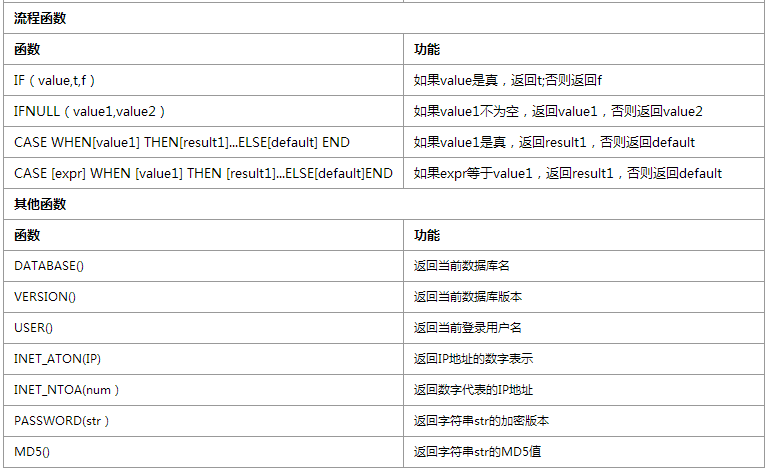 流程函数
函数 功能
IF（value,t,f） 如果value是真，返回t;否则返回f
IFNULL（value1,value2） 如果value1不为空，返回value1，否则返回value2
CASE WHEN[value1] THEN[result1]...ELSE[default] END 如果value1是真，返回result1，否则返回default
CASE [expr] WHEN [value1] THEN [result1]...ELSE[default]END 如果expr等于value1，返回result1，否则返回default
其他函数
函数 功能
DATABASE() 返回当前数据库名
VERSION() 返回当前数据库版本
USER() 返回当前登录用户名
INET_ATON(IP) 返回IP地址的数字表示
INET_NTOA(num） 返回数字代表的IP地址
PASSWORD(str） 返回字符串str的加密版本
MD5() 返回字符串str的MD5值